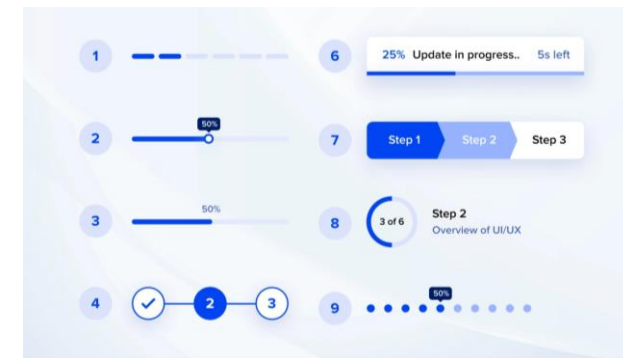 1
2
50%
3
50%
4
2
3
6
25% Update in progress.. 5s left
7
Step 1 Step 2 Step 3
8
3 of 6
Step 2
Overview of UI/UX
9
50%